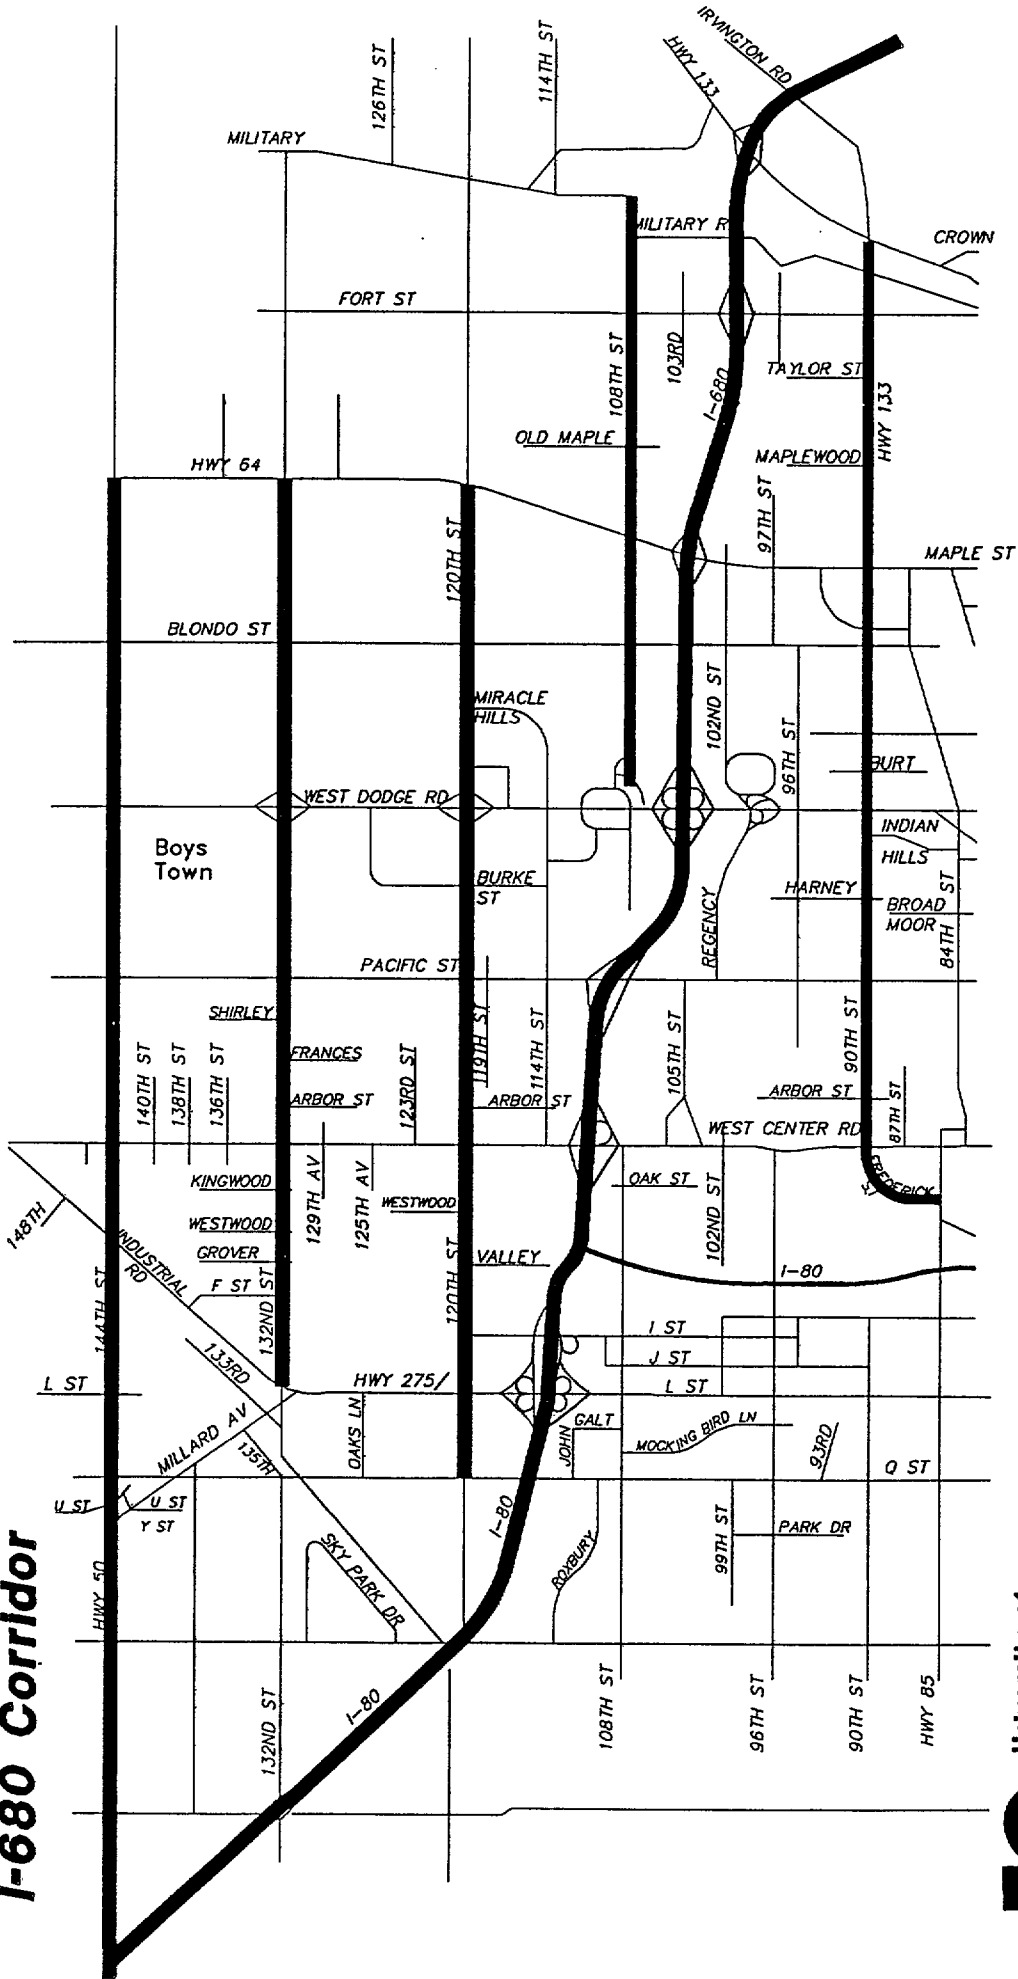 IRVINGTON RD
HWY 133
114TH ST
126TH ST
MILITARY
MILITARY R
CROWN
FORT ST
108TH ST
103RD
TAYLOR ST
I-680
HWY 133
OLD MAPLE
MAPLEWOOD
HWY 64
97TH ST
120TH ST
MAPLE ST
BLONDO ST
102ND ST
MIRACLE
HILLS
96TH ST
BURT
WEST DODGE RD
INDIAN
HILLS
Boys
Town
BURKE
ST
HARNEY
BROAD
MOOR
84TH ST
REGENCY
PACIFIC ST
SHIRLEY
119TH ST
114TH ST
105TH ST
90TH ST
140TH ST
138TH ST
136TH ST
FRANCES
123RD ST
ARBOR ST
ARBOR ST
ARBOR ST
87TH ST
WEST CENTER RD
KINGWOOD
129TH AV
125TH AV
WESTWOOD
OAK ST
102ND ST
FREDERICK
ST
148TH
WESTWOOD
GROVER
INDUSTRIAL
RD
F ST
VALLEY
120TH ST
I-80
144TH ST
132ND ST
I ST
J ST
133RD
L ST
HWY 275/
L ST
OAKS LN
GALT
JOHN
MOCKING BIRD LN
93RD
MILLARD AV
135TH
Q ST
U ST
U ST
Y ST
I-80
99TH ST
PARK DR
SKY PARK DR
ROXBURY
HWY 50
I-80
132ND ST
108TH ST
96TH ST
90TH ST
HWY 85
I-680 Corridor